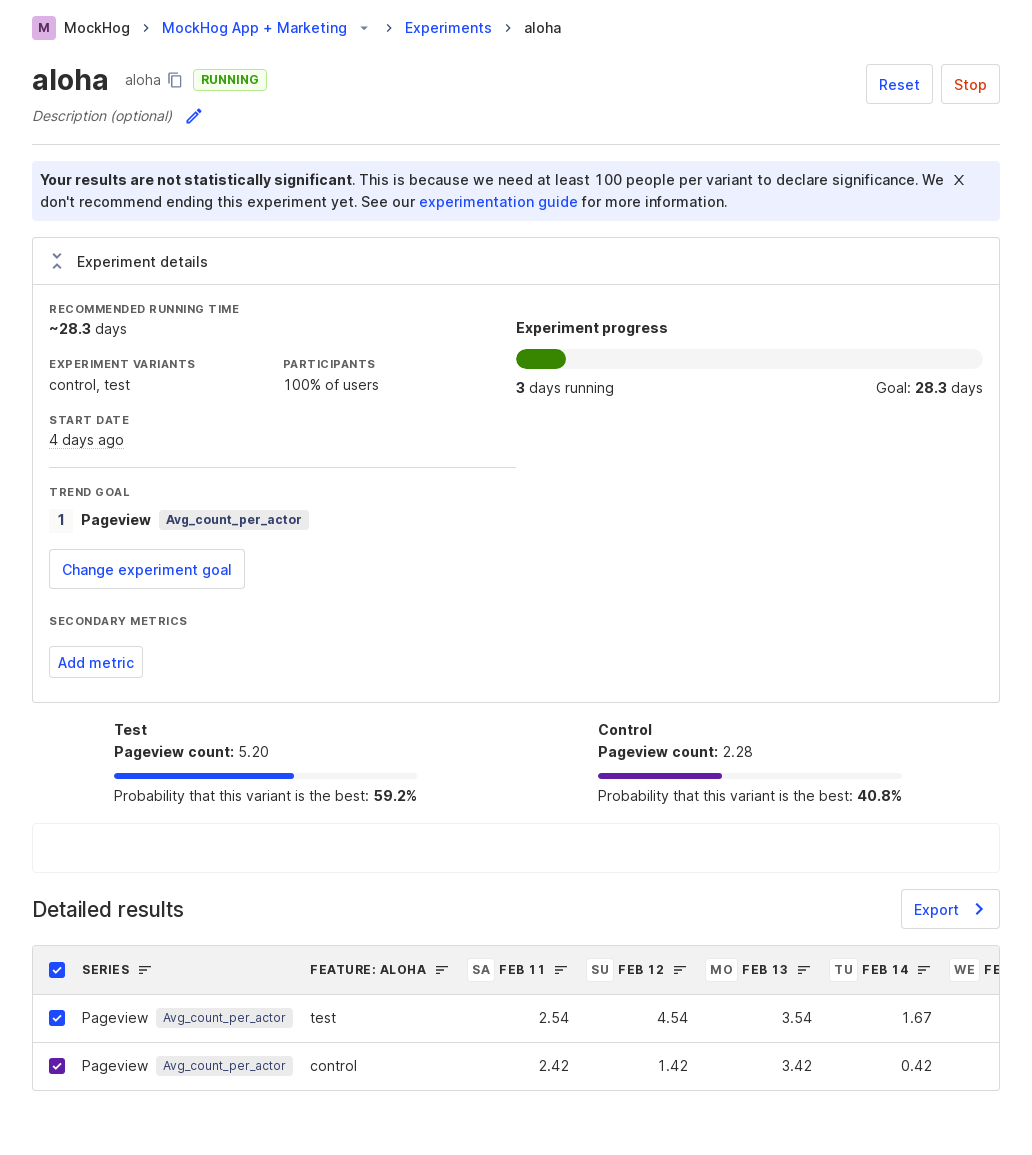 M MockHog > MockHog App + Marketing > Experiments > aloha
aloha aloha RUNNING Reset Stop
Description (optional)
Your results are not statistically significant. This is because we need at least 100 people per variant to declare significance. We
don't recommend ending this experiment yet. See our experimentation guide for more information.
Experiment details
RECOMMENDED RUNNING TIME
~28.3 days
Experiment progress
EXPERIMENT VARIANTS PARTICIPANTS
control, test 100% of users
3 days running Goal: 28.3 days
START DATE
4 days ago
TREND GOAL
1 Pageview Avg_count_per_actor
Change experiment goal
SECONDARY METRICS
Add metric
Test Control
Pageview count: 5.20 Pageview count: 2.28
Probability that this variant is the best: 59.2% Probability that this variant is the best: 40.8%
Detailed results Export
SERIES FEATURE: ALOHA SA FEB 11 SU FEB 12 MO FEB 13 TU FEB 14 WE FE
Pageview Avg_count_per_actor test 2.54 4.54 3.54 1.67
Pageview Avg_count_per_actor control 2.42 1.42 3.42 0.42